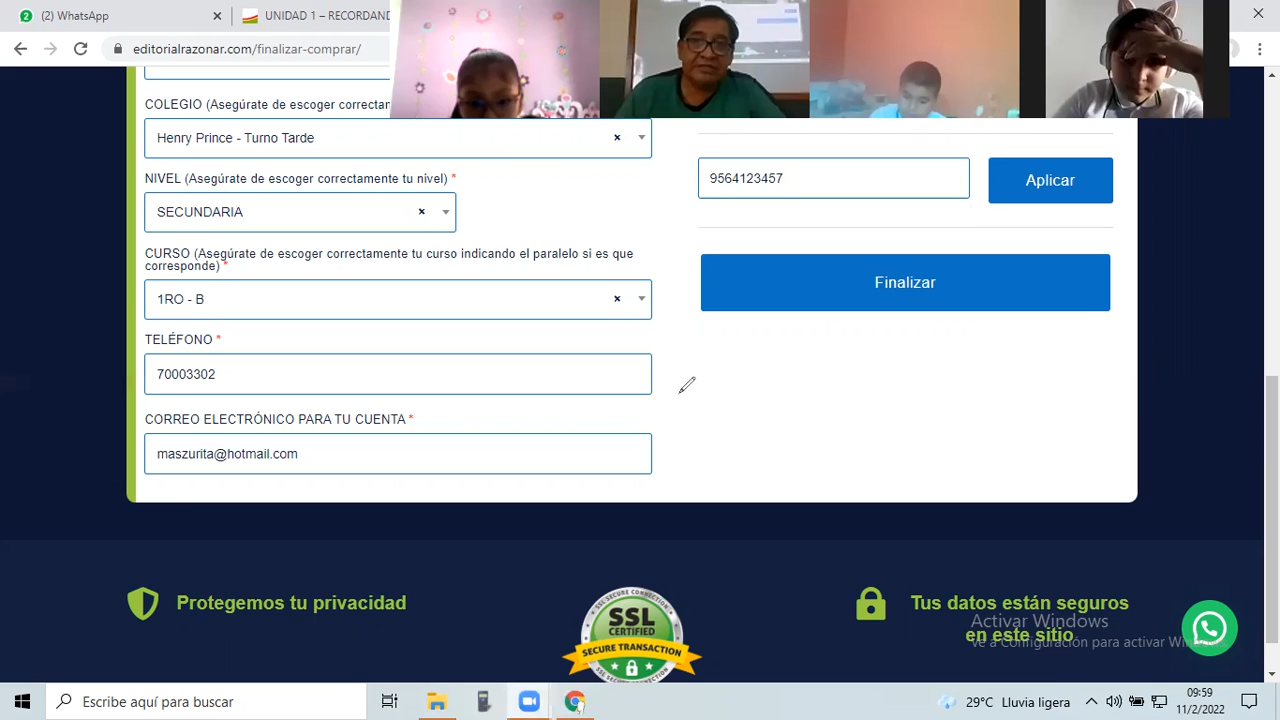 (2) WhatsApp
UNIDAD 1 – RECORDAND
editorialrazonar.com/finalizar-comprar/
COLEGIO (Asegúrate de escoger correctament
Henry Prince - Turno Tarde
NIVEL (Asegúrate de escoger correctamente tu nivel) *
SECUNDARIA
CURSO (Asegúrate de escoger correctamente tu curso indicando el paralelo si es que
corresponde) *
1RO - B
TELÉFONO *
70003302
CORREO ELECTRÓNICO PARA TU CUENTA *
maszurita@hotmail.com
9564123457
Aplicar
Finalizar
Protegemos tu privacidad
SSL SECURE CONNECTION
SSL
CERTIFIED
SECURE TRANSACTION
Tus datos están seguros
en este sitio
Activar Windows
Ve a Configuración para activar Windows.
Escribe aquí para buscar
29°C Lluvia ligera
09:59
11/2/2022